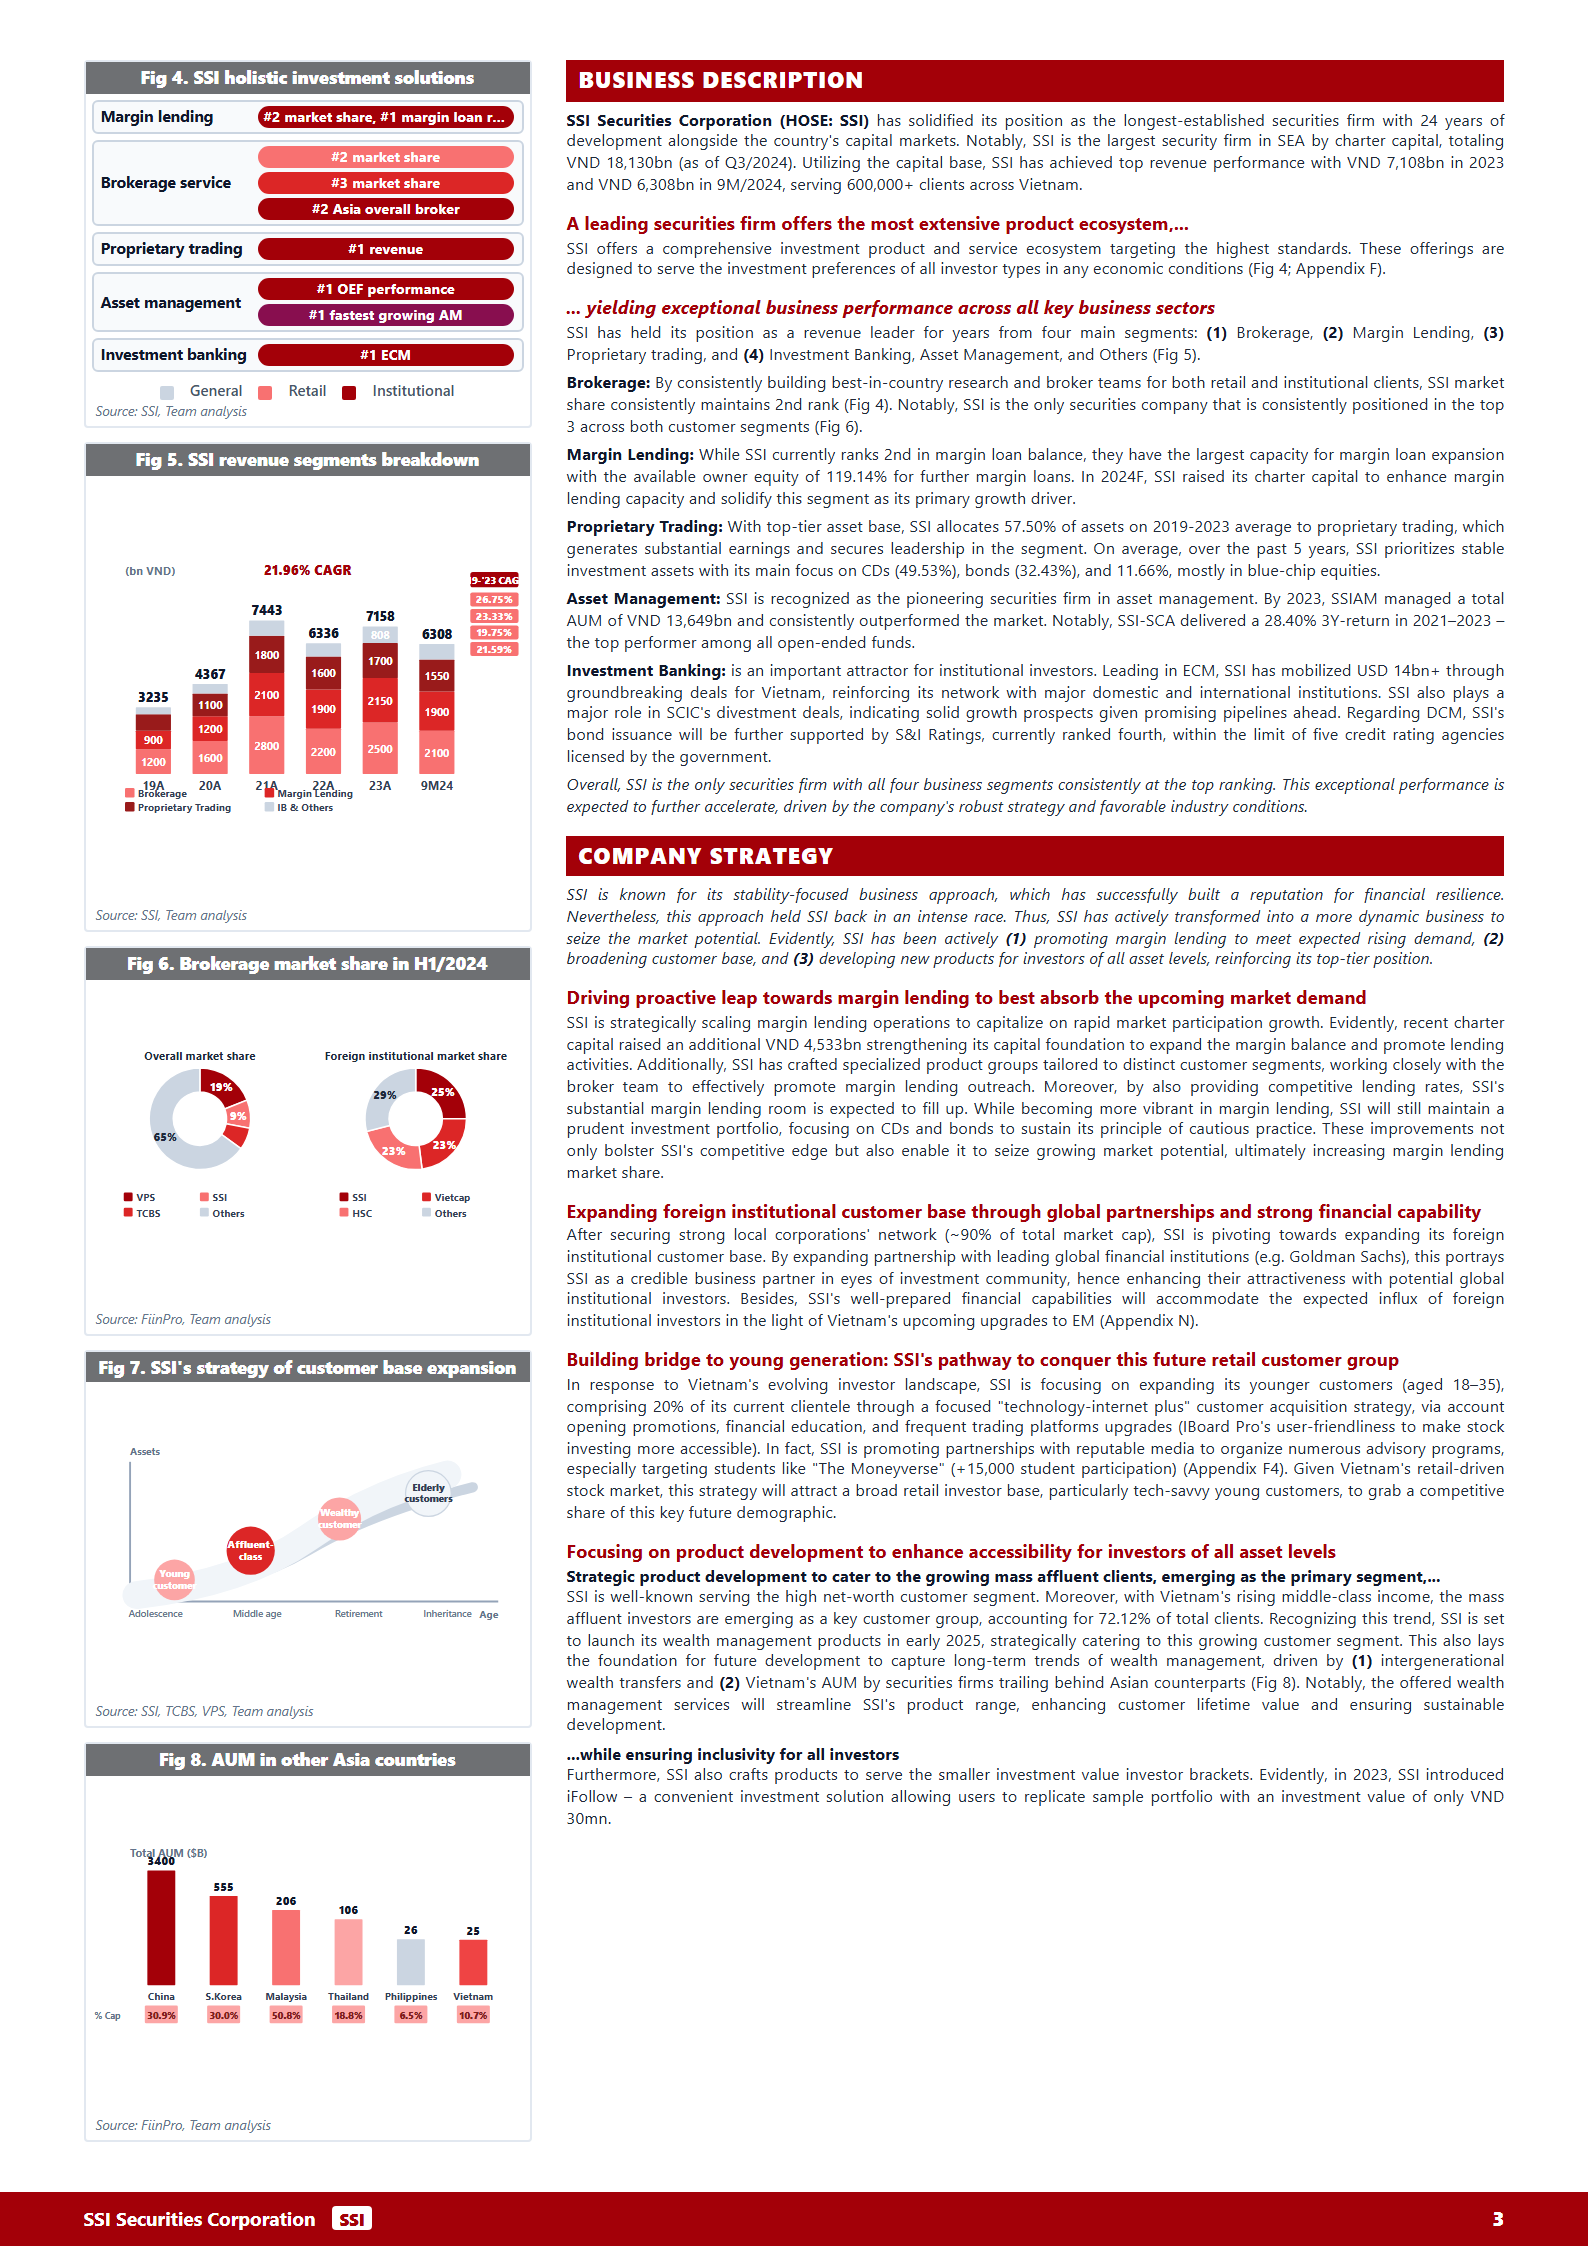 Fig 4. SSI holistic investment solutions
Margin lending
#2 market share, #1 margin loan r...
Brokerage service
#2 market share
#3 market share
#2 Asia overall broker
Proprietary trading
#1 revenue
Asset management
#1 OEF performance
#1 fastest growing AM
Investment banking
#1 ECM
General Retail Institutional
Source: SSI, Team analysis
Fig 5. SSI revenue segments breakdown
(bn VND)
21.96% CAGR
9-'23 CAG
26.75%
23.33%
19.75%
21.59%
3235
900
1200
4367
1100
1200
1600
7443
1800
2100
2800
6336
1600
1900
2200
7158
808
1700
2150
2500
6308
1550
1900
2100
19A 20A 21A 22A 23A 9M24
Brokerage Margin Lending
Proprietary Trading IB & Others
Source: SSI, Team analysis
Fig 6. Brokerage market share in H1/2024
Overall market share
19%
9%
65%
VPS SSI
TCBS Others
Foreign institutional market share
29%
25%
23%
23%
SSI Vietcap
HSC Others
Source: FiinPro, Team analysis
Fig 7. SSI's strategy of customer base expansion
Assets
Elderly
customers
Wealthy
customer
Affluent-
class
Young
customer
Adolescence Middle age Retirement Inheritance Age
Source: SSI, TCBS, VPS, Team analysis
Fig 8. AUM in other Asia countries
Total AUM ($B)
3400
555
206
106
26
25
China S.Korea Malaysia Thailand Philippines Vietnam
% Cap 30.9% 30.0% 50.8% 18.8% 6.5% 10.7%
Source: FiinPro, Team analysis
BUSINESS DESCRIPTION
SSI Securities Corporation (HOSE: SSI) has solidified its position as the longest-established securities firm with 24 years of
development alongside the country's capital markets. Notably, SSI is the largest security firm in SEA by charter capital, totaling
VND 18,130bn (as of Q3/2024). Utilizing the capital base, SSI has achieved top revenue performance with VND 7,108bn in 2023
and VND 6,308bn in 9M/2024, serving 600,000+ clients across Vietnam.
A leading securities firm offers the most extensive product ecosystem,...
SSI offers a comprehensive investment product and service ecosystem targeting the highest standards. These offerings are
designed to serve the investment preferences of all investor types in any economic conditions (Fig 4; Appendix F).
... yielding exceptional business performance across all key business sectors
SSI has held its position as a revenue leader for years from four main segments: (1) Brokerage, (2) Margin Lending, (3)
Proprietary trading, and (4) Investment Banking, Asset Management, and Others (Fig 5).
Brokerage: By consistently building best-in-country research and broker teams for both retail and institutional clients, SSI market
share consistently maintains 2nd rank (Fig 4). Notably, SSI is the only securities company that is consistently positioned in the top
3 across both customer segments (Fig 6).
Margin Lending: While SSI currently ranks 2nd in margin loan balance, they have the largest capacity for margin loan expansion
with the available owner equity of 119.14% for further margin loans. In 2024F, SSI raised its charter capital to enhance margin
lending capacity and solidify this segment as its primary growth driver.
Proprietary Trading: With top-tier asset base, SSI allocates 57.50% of assets on 2019-2023 average to proprietary trading, which
generates substantial earnings and secures leadership in the segment. On average, over the past 5 years, SSI prioritizes stable
investment assets with its main focus on CDs (49.53%), bonds (32.43%), and 11.66%, mostly in blue-chip equities.
Asset Management: SSI is recognized as the pioneering securities firm in asset management. By 2023, SSIAM managed a total
AUM of VND 13,649bn and consistently outperformed the market. Notably, SSI-SCA delivered a 28.40% 3Y-return in 2021–2023 –
the top performer among all open-ended funds.
Investment Banking: is an important attractor for institutional investors. Leading in ECM, SSI has mobilized USD 14bn+ through
groundbreaking deals for Vietnam, reinforcing its network with major domestic and international institutions. SSI also plays a
major role in SCIC's divestment deals, indicating solid growth prospects given promising pipelines ahead. Regarding DCM, SSI's
bond issuance will be further supported by S&I Ratings, currently ranked fourth, within the limit of five credit rating agencies
licensed by the government.
Overall, SSI is the only securities firm with all four business segments consistently at the top ranking. This exceptional performance is
expected to further accelerate, driven by the company's robust strategy and favorable industry conditions.
COMPANY STRATEGY
SSI is known for its stability-focused business approach, which has successfully built a reputation for financial resilience.
Nevertheless, this approach held SSI back in an intense race. Thus, SSI has actively transformed into a more dynamic business to
seize the market potential. Evidently, SSI has been actively (1) promoting margin lending to meet expected rising demand, (2)
broadening customer base, and (3) developing new products for investors of all asset levels, reinforcing its top-tier position.
Driving proactive leap towards margin lending to best absorb the upcoming market demand
SSI is strategically scaling margin lending operations to capitalize on rapid market participation growth. Evidently, recent charter
capital raised an additional VND 4,533bn strengthening its capital foundation to expand the margin balance and promote lending
activities. Additionally, SSI has crafted specialized product groups tailored to distinct customer segments, working closely with the
broker team to effectively promote margin lending outreach. Moreover, by also providing competitive lending rates, SSI's
substantial margin lending room is expected to fill up. While becoming more vibrant in margin lending, SSI will still maintain a
prudent investment portfolio, focusing on CDs and bonds to sustain its principle of cautious practice. These improvements not
only bolster SSI's competitive edge but also enable it to seize growing market potential, ultimately increasing margin lending
market share.
Expanding foreign institutional customer base through global partnerships and strong financial capability
After securing strong local corporations' network (~90% of total market cap), SSI is pivoting towards expanding its foreign
institutional customer base. By expanding partnership with leading global financial institutions (e.g. Goldman Sachs), this portrays
SSI as a credible business partner in eyes of investment community, hence enhancing their attractiveness with potential global
institutional investors. Besides, SSI's well-prepared financial capabilities will accommodate the expected influx of foreign
institutional investors in the light of Vietnam's upcoming upgrades to EM (Appendix N).
Building bridge to young generation: SSI's pathway to conquer this future retail customer group
In response to Vietnam's evolving investor landscape, SSI is focusing on expanding its younger customers (aged 18–35),
comprising 20% of its current clientele through a focused "technology-internet plus" customer acquisition strategy, via account
opening promotions, financial education, and frequent trading platforms upgrades (IBoard Pro's user-friendliness to make stock
investing more accessible). In fact, SSI is promoting partnerships with reputable media to organize numerous advisory programs,
especially targeting students like "The Moneyverse" (+15,000 student participation) (Appendix F4). Given Vietnam's retail-driven
stock market, this strategy will attract a broad retail investor base, particularly tech-savvy young customers, to grab a competitive
share of this key future demographic.
Focusing on product development to enhance accessibility for investors of all asset levels
Strategic product development to cater to the growing mass affluent clients, emerging as the primary segment,...
SSI is well-known serving the high net-worth customer segment. Moreover, with Vietnam's rising middle-class income, the mass
affluent investors are emerging as a key customer group, accounting for 72.12% of total clients. Recognizing this trend, SSI is set
to launch its wealth management products in early 2025, strategically catering to this growing customer segment. This also lays
the foundation for future development to capture long-term trends of wealth management, driven by (1) intergenerational
wealth transfers and (2) Vietnam's AUM by securities firms trailing behind Asian counterparts (Fig 8). Notably, the offered wealth
management services will streamline SSI's product range, enhancing customer lifetime value and ensuring sustainable
development.
...while ensuring inclusivity for all investors
Furthermore, SSI also crafts products to serve the smaller investment value investor brackets. Evidently, in 2023, SSI introduced
iFollow – a convenient investment solution allowing users to replicate sample portfolio with an investment value of only VND
30mn.
SSI Securities Corporation SSI 3